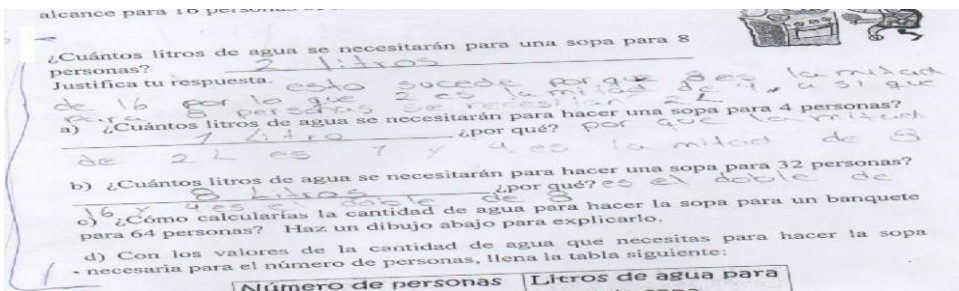 alcance para 16 personas
¿Cuántos litros de agua se necesitarán para una sopa para 8
personas? 2 litros
Justifica tu respuesta. esto sucede porque 8 es la mitad
de 16 por lo que 2 es la mitad de 4, a si que
para 8 personas se necesitan 2L
a) ¿Cuántos litros de agua se necesitarán para hacer una sopa para 4 personas?
1 Litro ¿por qué? por que la mitad
de 2L es 1 y 4 es la mitad de 8
b) ¿Cuántos litros de agua se necesitarán para hacer una sopa para 32 personas?
8 Litros ¿por qué? es el doble de
16 y 4 es el doble de 8
c) ¿Cómo calcularías la cantidad de agua para hacer la sopa para un banquete
para 64 personas? Haz un dibujo abajo para explicarlo.
d) Con los valores de la cantidad de agua que necesitas para hacer la sopa
necesaria para el número de personas, llena la tabla siguiente:
Número de personas Litros de agua para